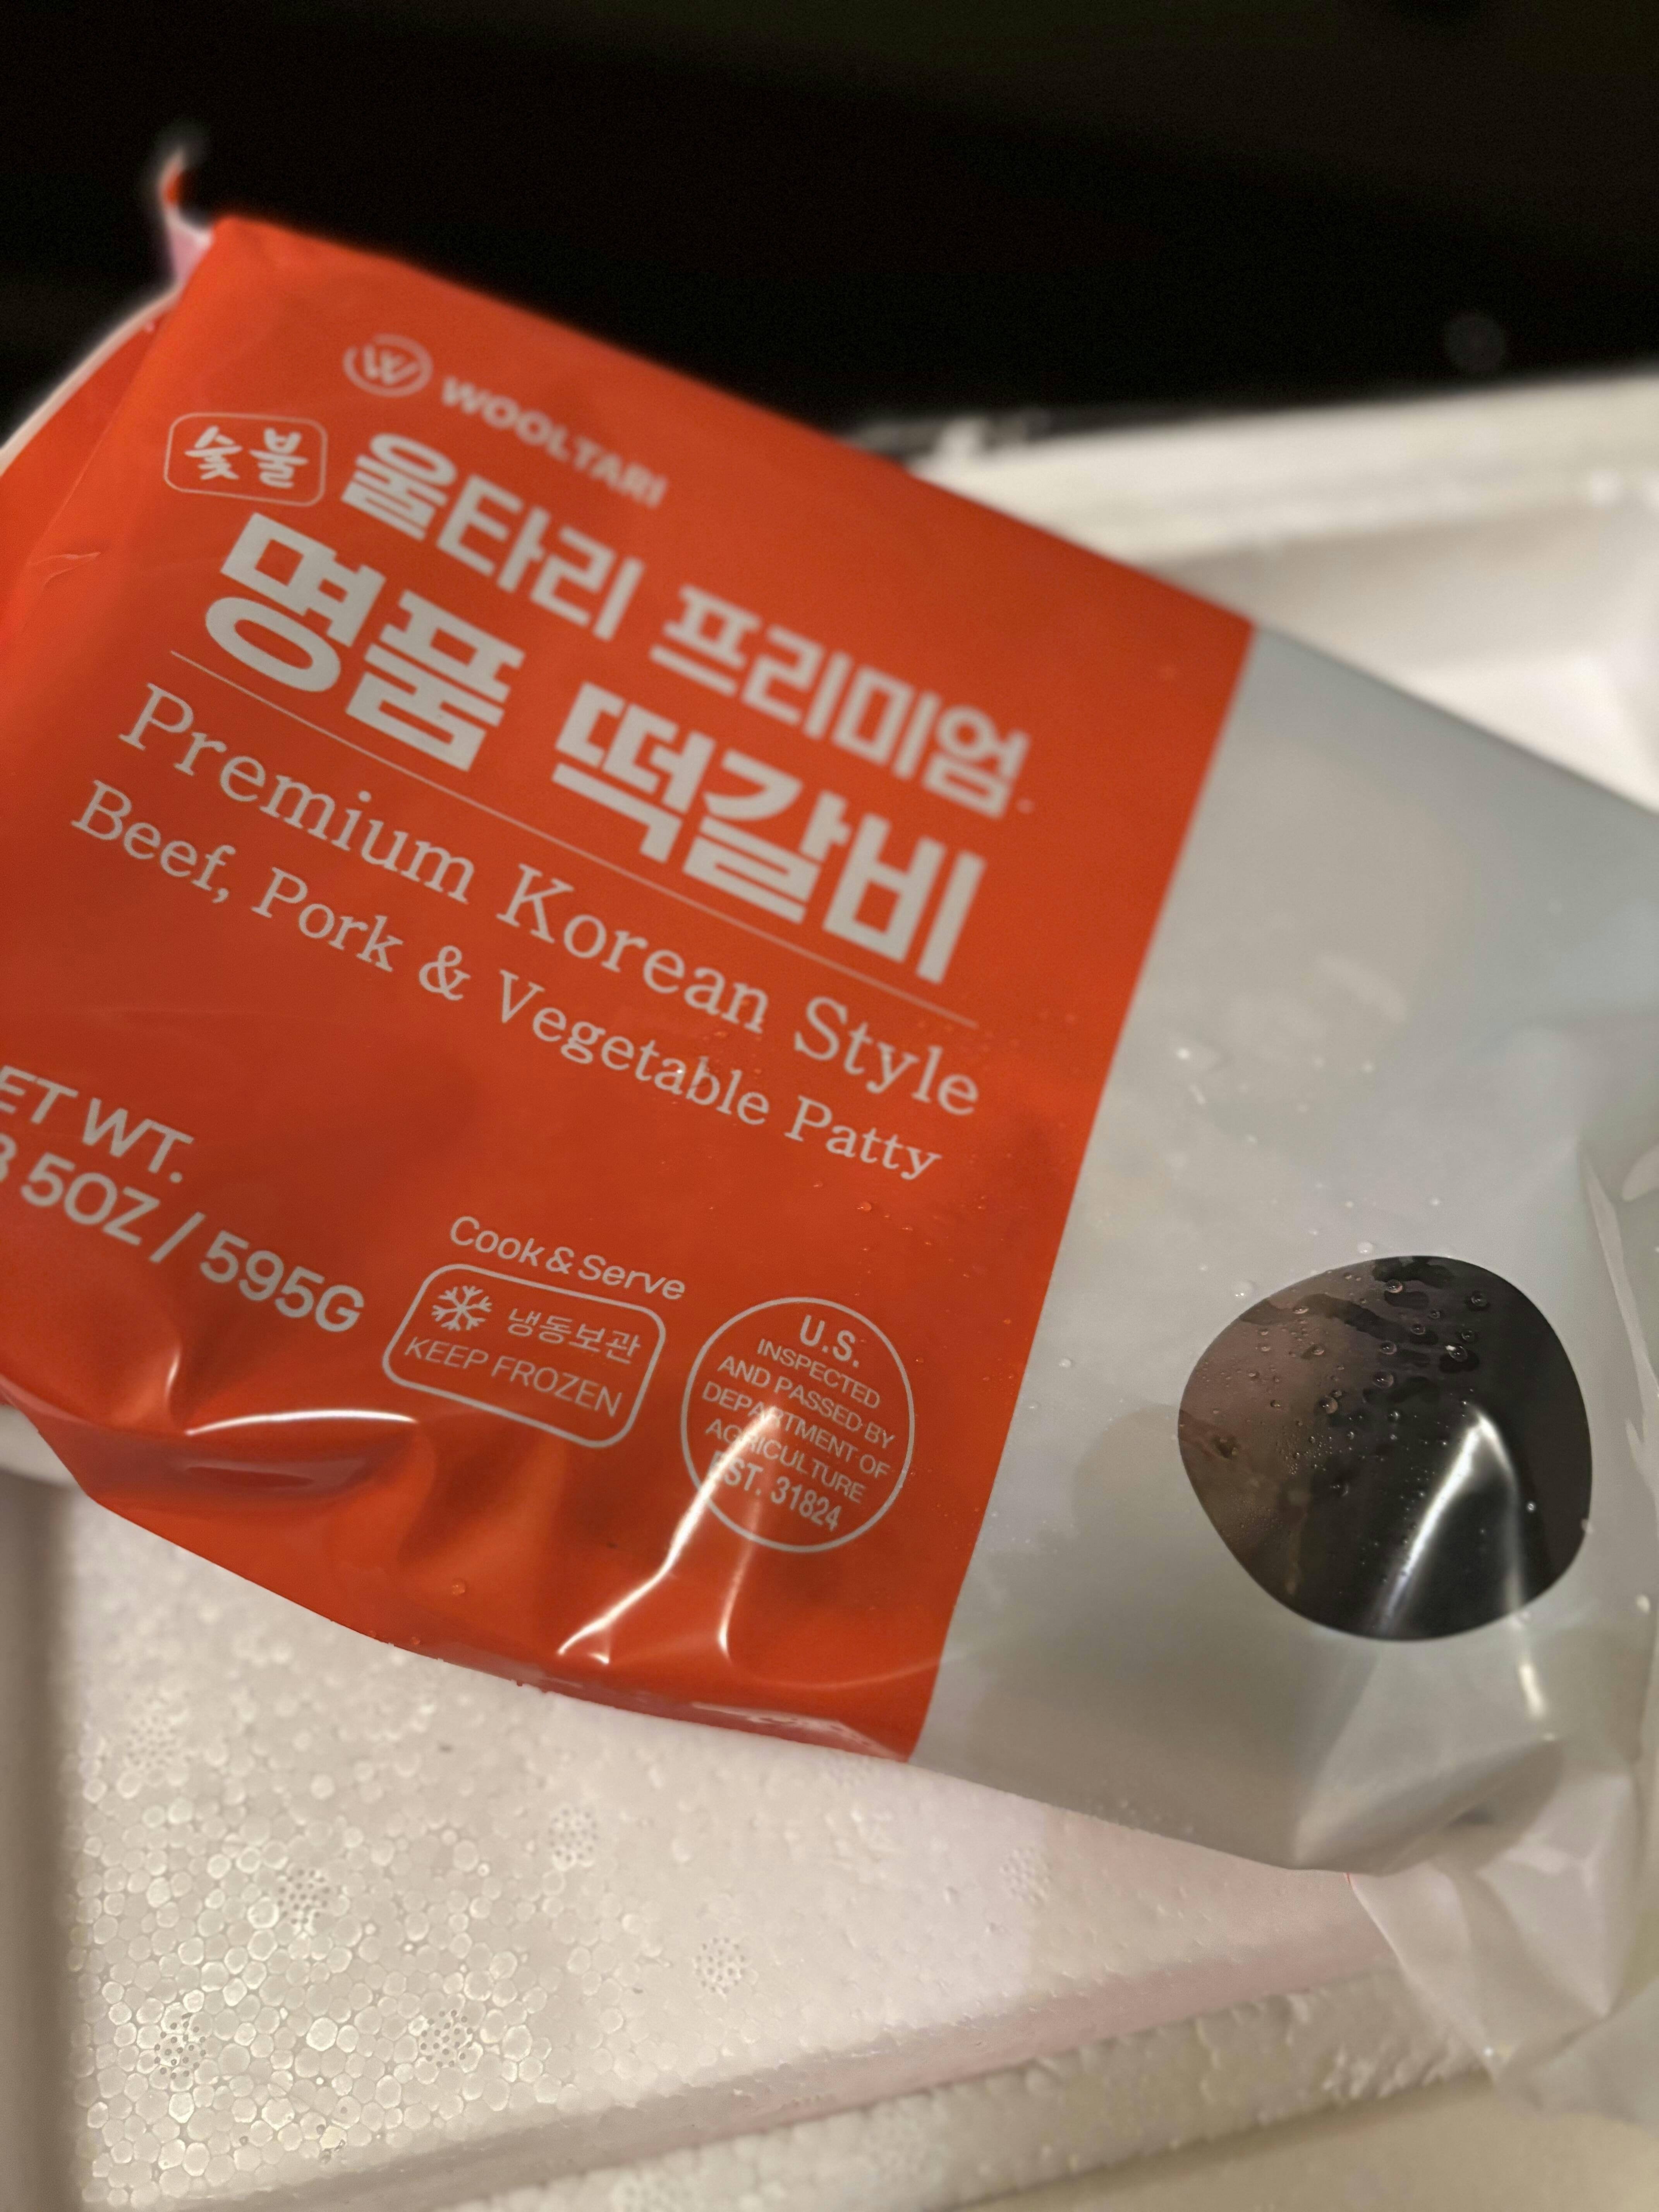 WOOLTARI
숯불 울타리 프리미엄
명품 떡갈비
Premium Korean Style
Beef, Pork & Vegetable Patty
ET WT.
5OZ / 595G
Cook & Serve
냉동보관
KEEP FROZEN
U.S.
INSPECTED
AND PASSED BY
DEPARTMENT OF
AGRICULTURE
EST. 31824